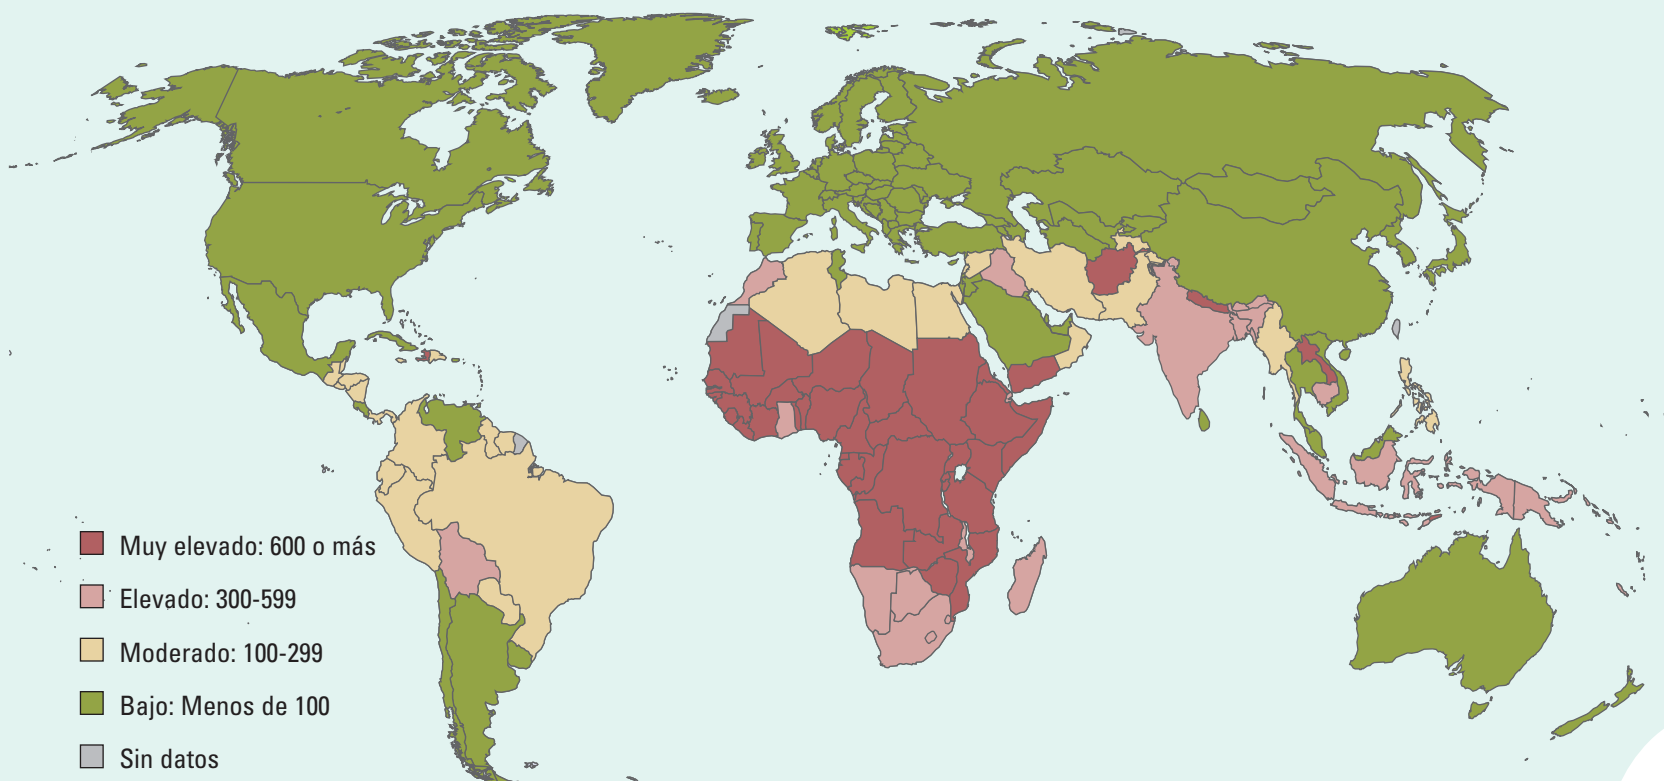 Muy elevado: 600 o más
Elevado: 300-599
Moderado: 100-299
Bajo: Menos de 100
Sin datos